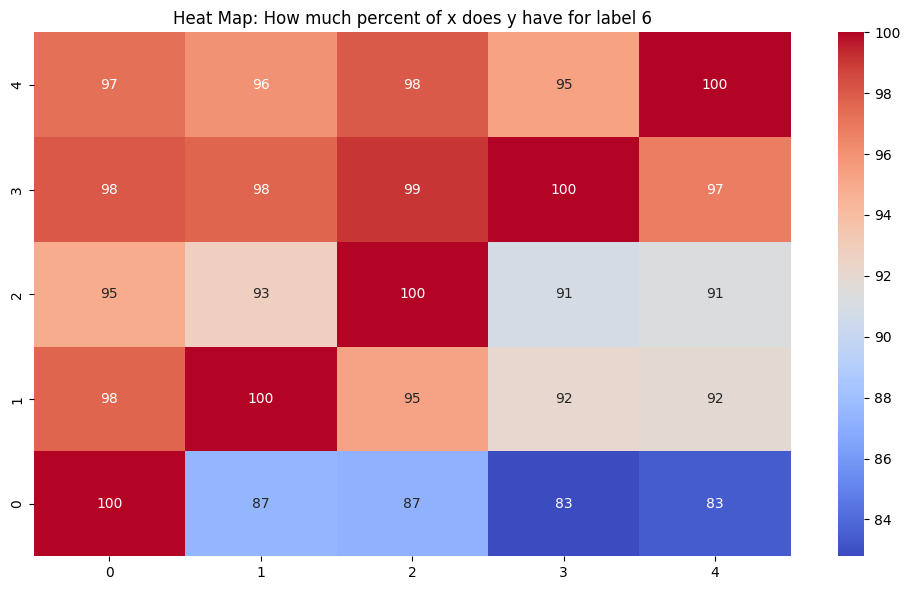 Heat Map: How much percent of x does y have for label 6
4 97 96 98 95 100
3 98 98 99 100 97
2 95 93 100 91 91
1 98 100 95 92 92
0 100 87 87 83 83
0 1 2 3 4
100
98
96
94
92
90
88
86
84